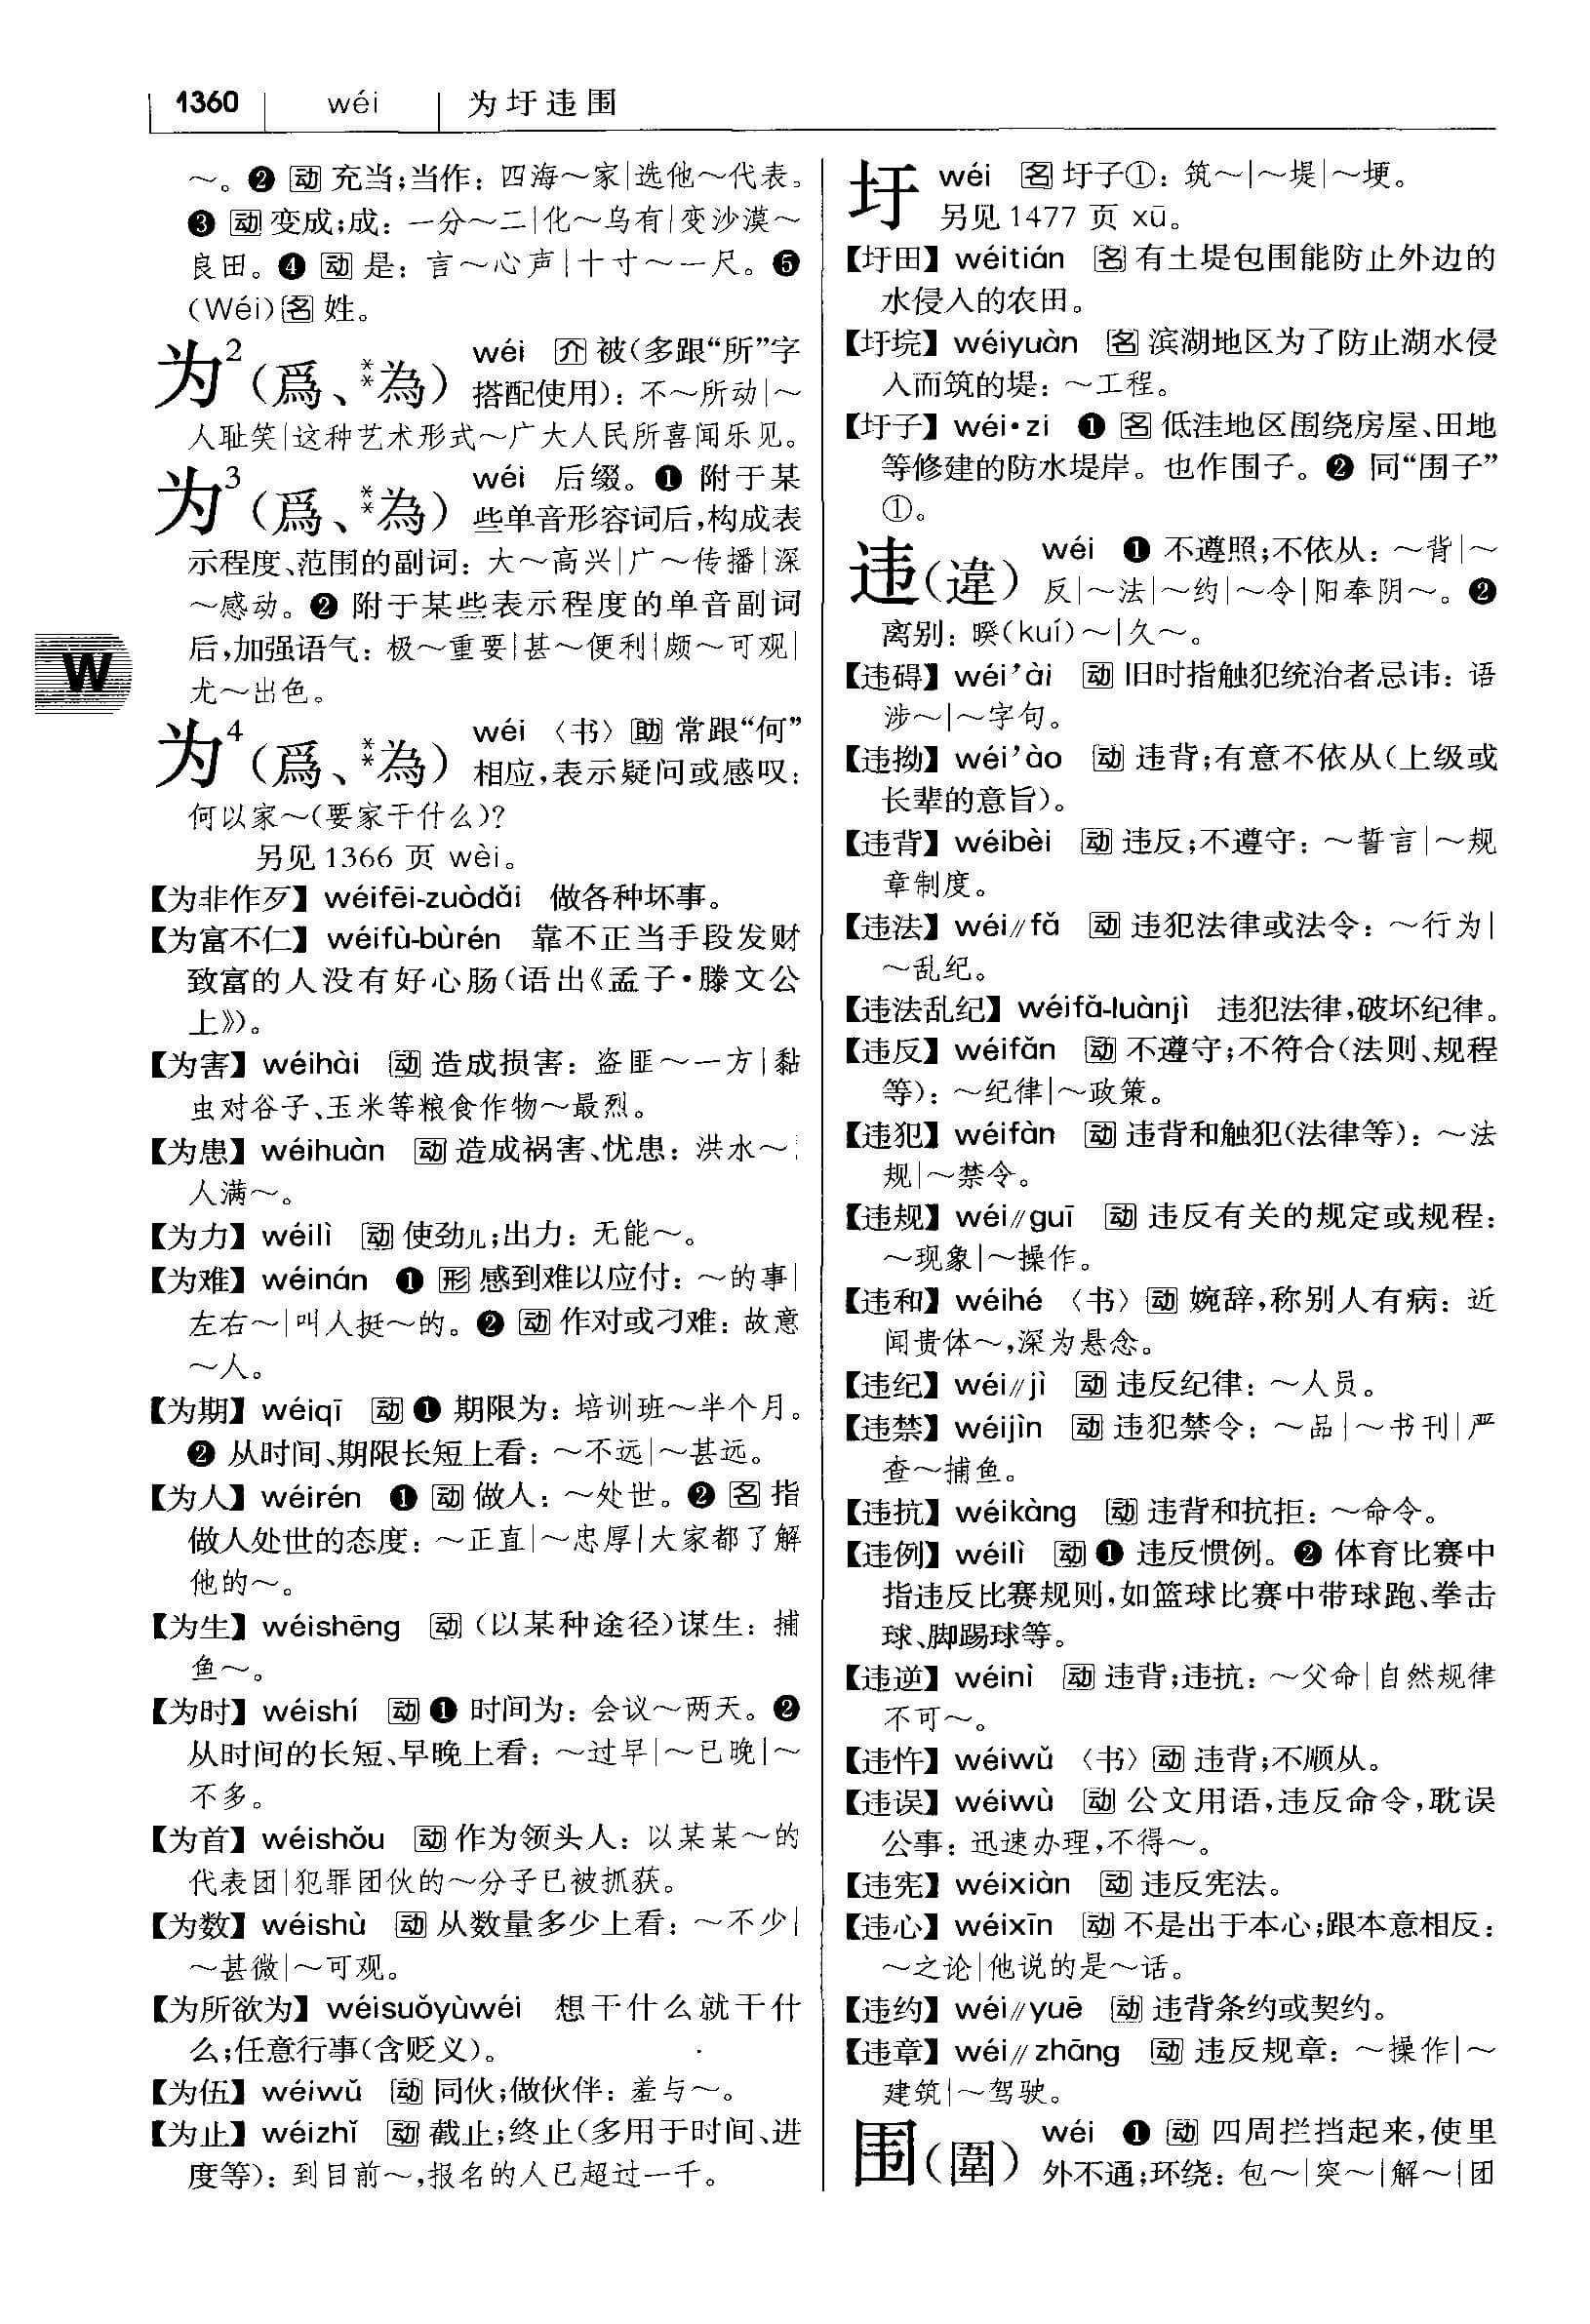 1360 wéi 为圩违围
～。❷ 动 充当;当作：四海～家|选他～代表。
❸ 动 变成;成：一分～二|化～乌有|变沙漠～
良田。❹ 动 是：言～心声|十寸～一尺。❺
(Wéi) 名 姓。
为2（爲、**為） wéi 介 被(多跟“所”字
搭配使用)：不～所动|～
人耻笑|这种艺术形式～广大人民所喜闻乐见。
为3（爲、**為） wéi 后缀。❶ 附于某
些单音形容词后,构成表
示程度、范围的副词：大～高兴|广～传播|深
～感动。❷ 附于某些表示程度的单音副词
后,加强语气：极～重要|甚～便利|颇～可观|
尤～出色。
为4（爲、**為） wéi 〈书〉 助 常跟“何”
相应,表示疑问或感叹：
何以家～(要家干什么)?
另见1366 页 wèi。
【为非作歹】 wéifēi-zuòdǎi 做各种坏事。
【为富不仁】 wéifù-bùrén 靠不正当手段发财
致富的人没有好心肠(语出《孟子·滕文公
上》)。
【为害】 wéihài 动 造成损害：盗匪～一方|黏
虫对谷子、玉米等粮食作物～最烈。
【为患】 wéihuàn 动 造成祸害、忧患：洪水～|
人满～。
【为力】 wéilì 动 使劲儿;出力：无能～。
【为难】 wéinán ❶ 形 感到难以应付：～的事|
左右～|叫人挺～的。❷ 动 作对或刁难：故意
～人。
【为期】 wéiqī 动 ❶ 期限为：培训班～半个月。
❷ 从时间、期限长短上看：～不远|～甚远。
【为人】 wéirén ❶ 动 做人：～处世。❷ 名 指
做人处世的态度：～正直|～忠厚|大家都了解
他的～。
【为生】 wéishēng 动 (以某种途径)谋生：捕
鱼～。
【为时】 wéishí 动 ❶ 时间为：会议～两天。❷
从时间的长短、早晚上看：～过早|～已晚|～
不多。
【为首】 wéishǒu 动 作为领头人：以某某～的
代表团|犯罪团伙的～分子已被抓获。
【为数】 wéishù 动 从数量多少上看：～不少|
～甚微|～可观。
【为所欲为】 wéisuǒyùwéi 想干什么就干什
么;任意行事(含贬义)。
【为伍】 wéiwǔ 动 同伙;做伙伴：羞与～。
【为止】 wéizhǐ 动 截止;终止(多用于时间、进
度等)：到目前～,报名的人已超过一千。
W
圩 wéi 名 圩子①：筑～|～堤|～埂。
另见1477 页 xū。
【圩田】 wéitián 名 有土堤包围能防止外边的
水侵入的农田。
【圩垸】 wéiyuàn 名 滨湖地区为了防止湖水侵
入而筑的堤：～工程。
【圩子】 wéi·zi ❶ 名 低洼地区围绕房屋、田地
等修建的防水堤岸。也作围子。❷ 同“围子”
①。
违（違） wéi ❶ 不遵照;不依从：～背|～
反|～法|～约|～令|阳奉阴～。❷
离别：暌(kuí)～|久～。
【违碍】 wéi’ài 动 旧时指触犯统治者忌讳：语
涉～|～字句。
【违拗】 wéi’ào 动 违背;有意不依从(上级或
长辈的意旨)。
【违背】 wéibèi 动 违反;不遵守：～誓言|～规
章制度。
【违法】 wéi//fǎ 动 违犯法律或法令：～行为|
～乱纪。
【违法乱纪】 wéifǎ-luànjì 违犯法律,破坏纪律。
【违反】 wéifǎn 动 不遵守;不符合(法则、规程
等)：～纪律|～政策。
【违犯】 wéifàn 动 违背和触犯(法律等)：～法
规|～禁令。
【违规】 wéi//guī 动 违反有关的规定或规程：
～现象|～操作。
【违和】 wéihé 〈书〉 动 婉辞,称别人有病：近
闻贵体～,深为悬念。
【违纪】 wéi//jì 动 违反纪律：～人员。
【违禁】 wéijìn 动 违犯禁令：～品|～书刊|严
查～捕鱼。
【违抗】 wéikàng 动 违背和抗拒：～命令。
【违例】 wéilì 动 ❶ 违反惯例。❷ 体育比赛中
指违反比赛规则,如篮球比赛中带球跑、拳击
球、脚踢球等。
【违逆】 wéinì 动 违背;违抗：～父命|自然规律
不可～。
【违忤】 wéiwǔ 〈书〉 动 违背;不顺从。
【违误】 wéiwù 动 公文用语,违反命令,耽误
公事：迅速办理,不得～。
【违宪】 wéixiàn 动 违反宪法。
【违心】 wéixīn 动 不是出于本心;跟本意相反：
～之论|他说的是～话。
【违约】 wéi//yuē 动 违背条约或契约。
【违章】 wéi//zhāng 动 违反规章：～操作|～
建筑|～驾驶。
围（圍） wéi ❶ 动 四周拦挡起来,使里
外不通;环绕：包～|突～|解～|团